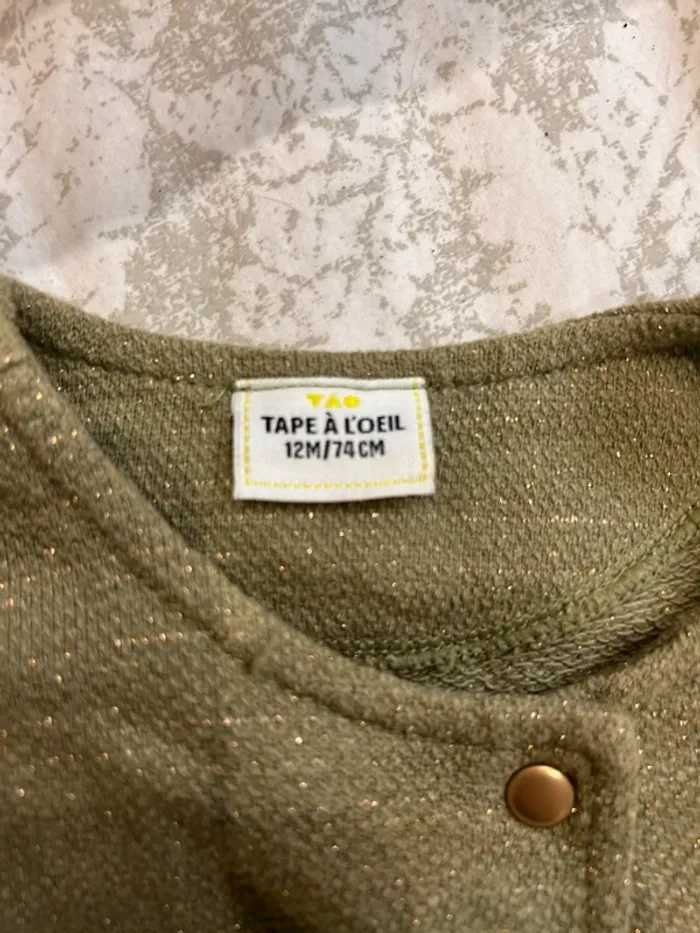 TAO
TAPE À L'OEIL
12M/74CM